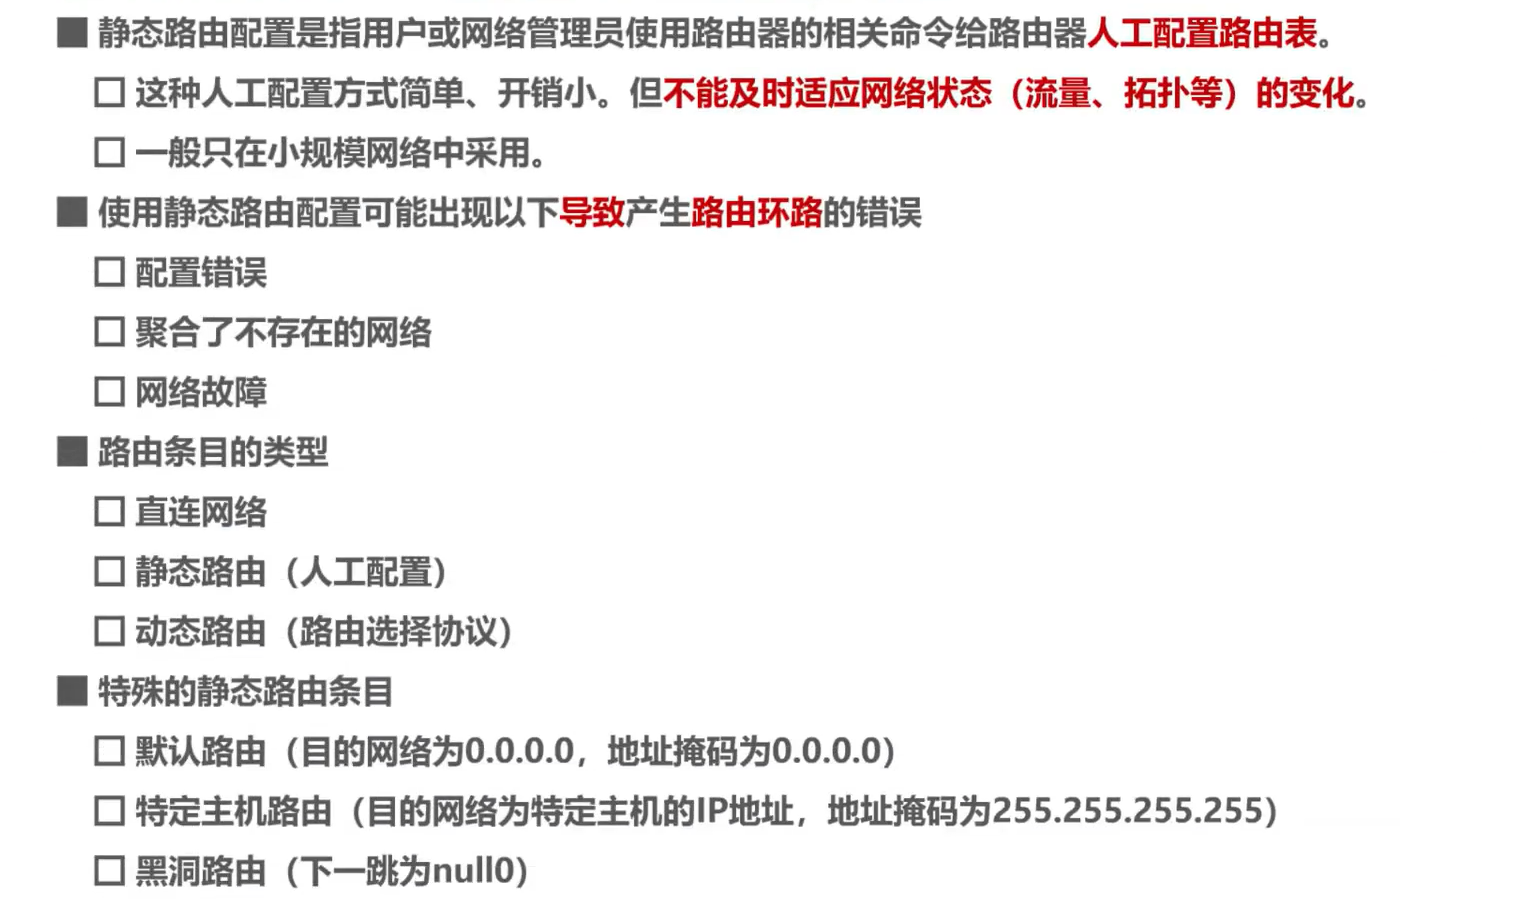 静态路由配置是指用户或网络管理员使用路由器的相关命令给路由器人工配置路由表。
这种人工配置方式简单、开销小。但不能及时适应网络状态（流量、拓扑等）的变化。
一般只在小规模网络中采用。
使用静态路由配置可能出现以下导致产生路由环路的错误
配置错误
聚合了不存在的网络
网络故障
路由条目的类型
直连网络
静态路由（人工配置）
动态路由（路由选择协议）
特殊的静态路由条目
默认路由（目的网络为0.0.0.0，地址掩码为0.0.0.0）
特定主机路由（目的网络为特定主机的IP地址，地址掩码为255.255.255.255）
黑洞路由（下一跳为null0）